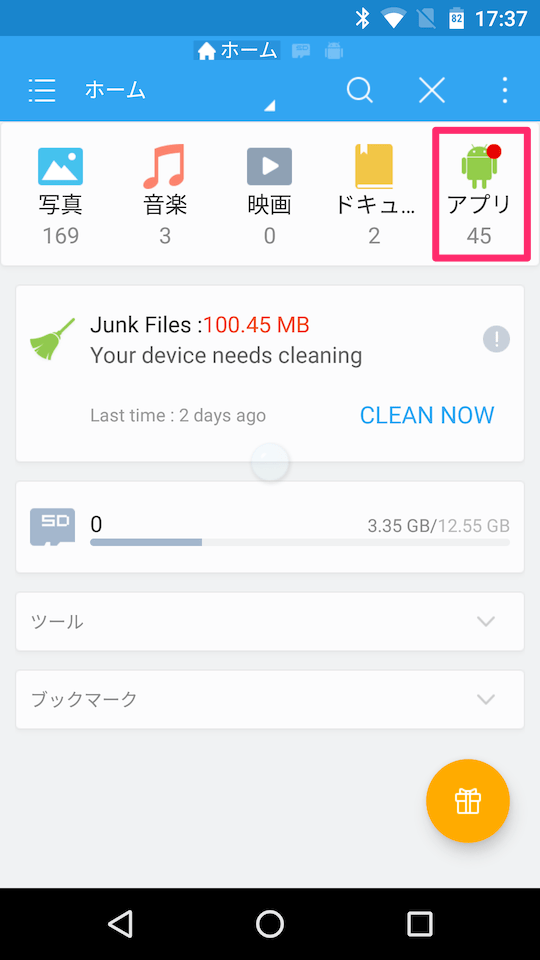 82 17:37
ホーム
ホーム
写真 音楽 映画 ドキュ... アプリ
169 3 0 2 45
Junk Files :100.45 MB
Your device needs cleaning
Last time : 2 days ago CLEAN NOW
SD 0 3.35 GB/12.55 GB
ツール
ブックマーク